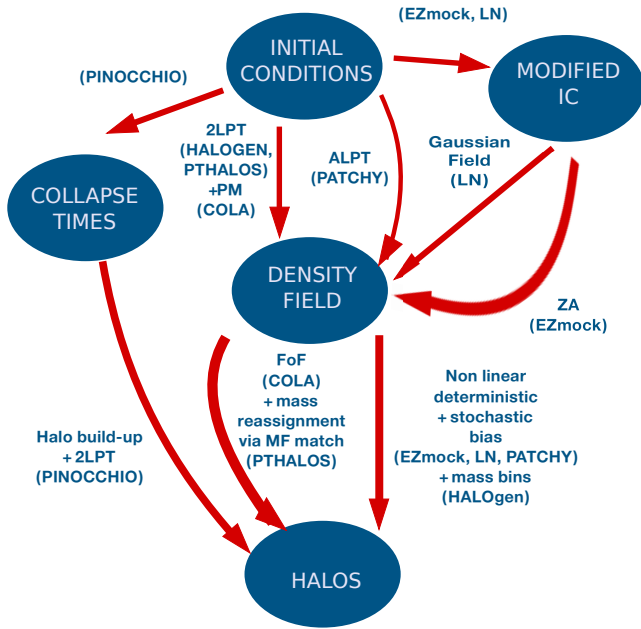 (EZmock, LN)
INITIAL
CONDITIONS
MODIFIED
IC
(PINOCCHIO)
2LPT
(HALOGEN,
PTHALOS)
+PM
(COLA)
ALPT
(PATCHY)
Gaussian
Field
(LN)
COLLAPSE
TIMES
DENSITY
FIELD
ZA
(EZmock)
FoF
(COLA)
+ mass
reassignment
via MF match
(PTHALOS)
Non linear
deterministic
+ stochastic
bias
(EZmock, LN, PATCHY)
+ mass bins
(HALOgen)
Halo build-up
+ 2LPT
(PINOCCHIO)
HALOS